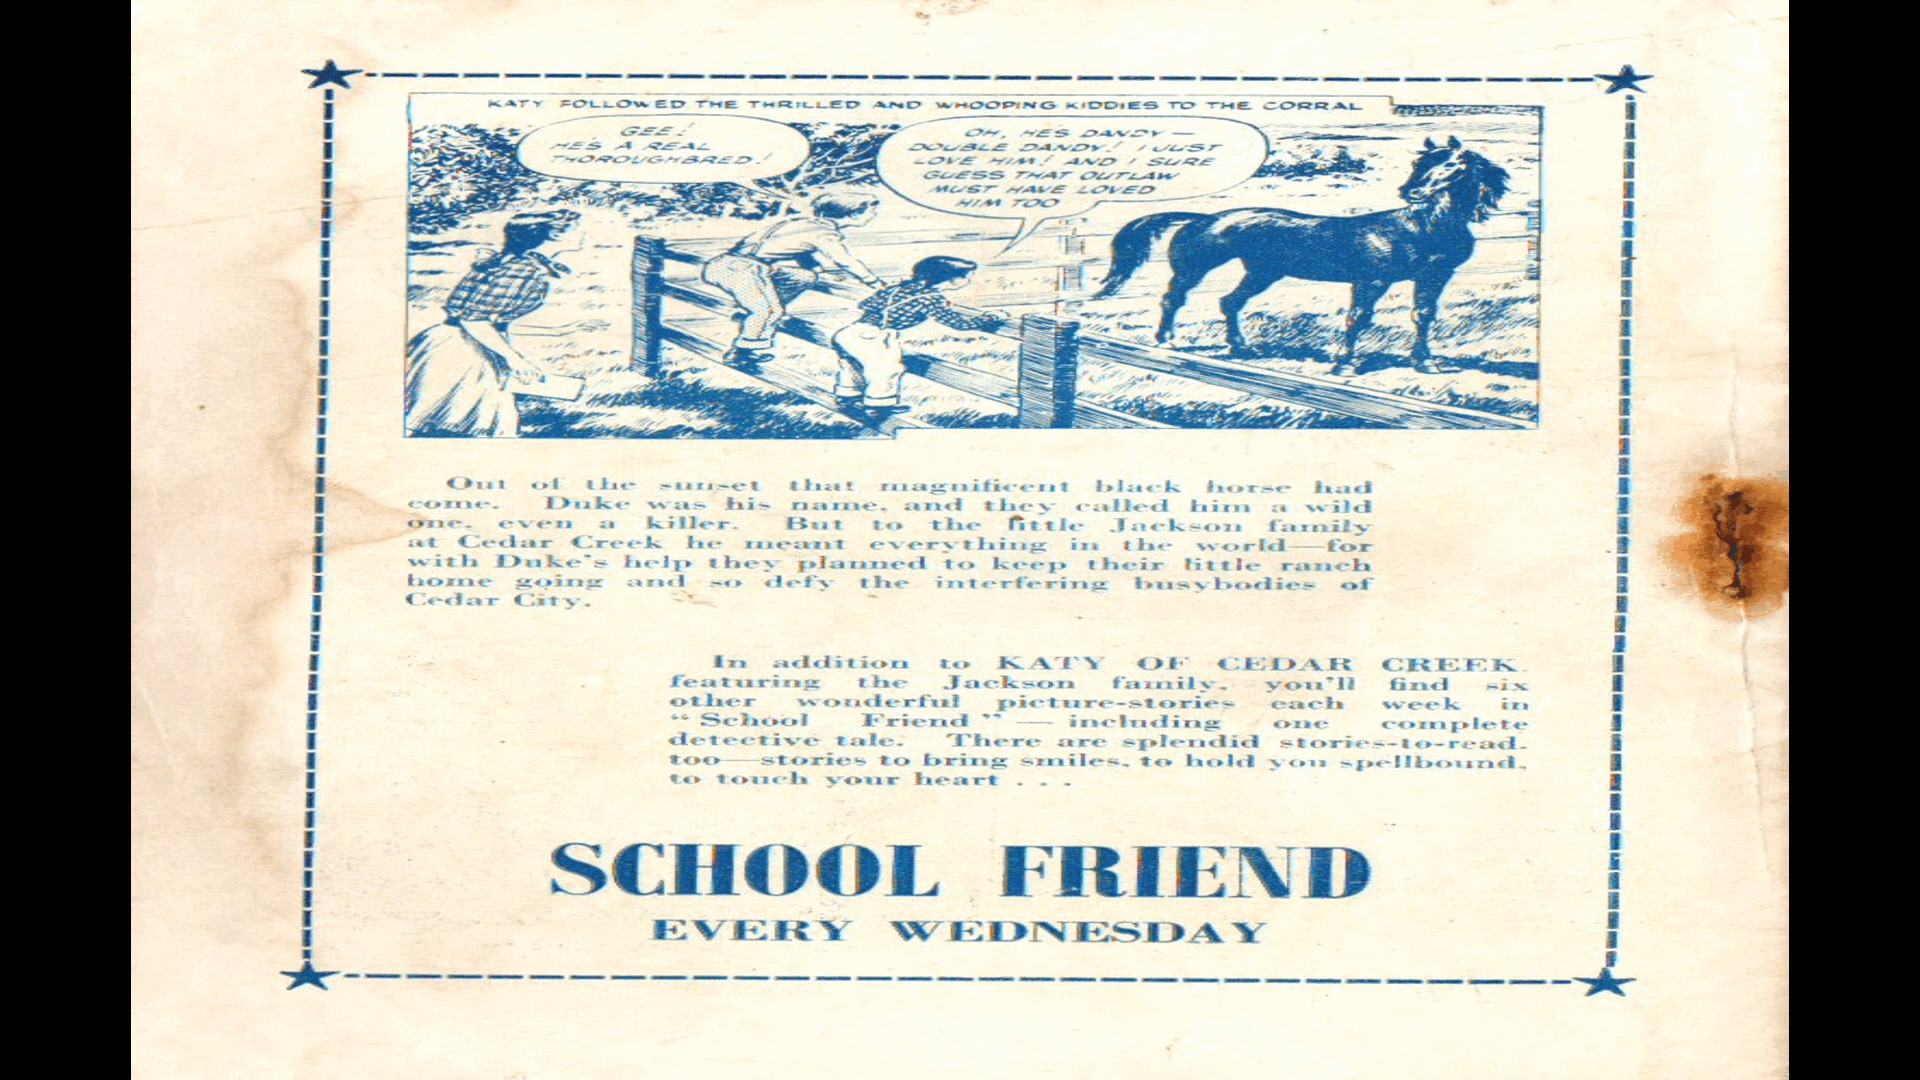 KATY FOLLOWED THE THRILLED AND WHOOPING KIDDIES TO THE CORRAL
GEE!
HES A REAL
THOROUGHBRED!
OH, HES DANDY —
DOUBLE DANDY! I JUST
LOVE HIM! AND I SURE
GUESS THAT OUTLAW
MUST HAVE LOVED
HIM TOO
Out of the sunset that magnificent black horse had
come. Duke was his name, and they called him a wild
one, even a killer. But to the little Jackson family
at Cedar Creek he meant everything in the world—for
with Duke's help they planned to keep their little ranch
home going and so defy the interfering busybodies of
Cedar City.
In addition to KATY OF CEDAR CREEK,
featuring the Jackson family, you'll find six
other wonderful picture-stories each week in
“School Friend” — including one complete
detective tale. There are splendid stories-to-read,
too—stories to bring smiles, to hold you spellbound,
to touch your heart . . .
SCHOOL FRIEND
EVERY WEDNESDAY